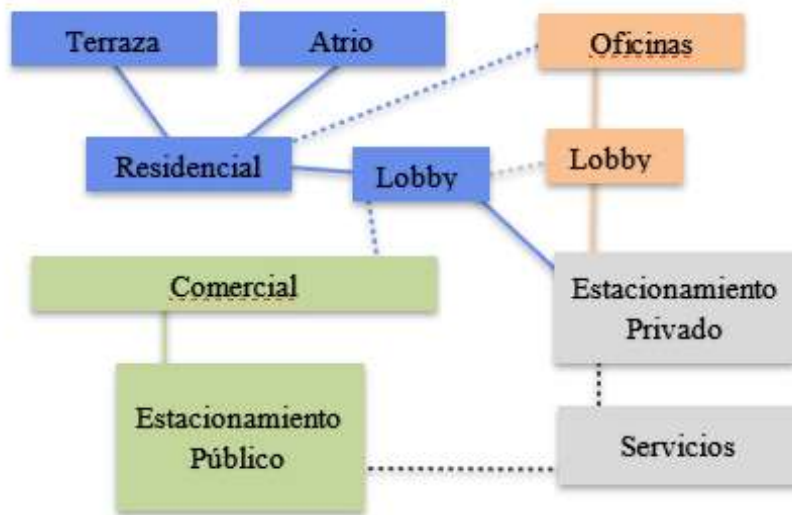 Terraza
Atrio
Oficinas
Residencial
Lobby
Lobby
Comercial
Estacionamiento
Privado
Estacionamiento
Público
Servicios